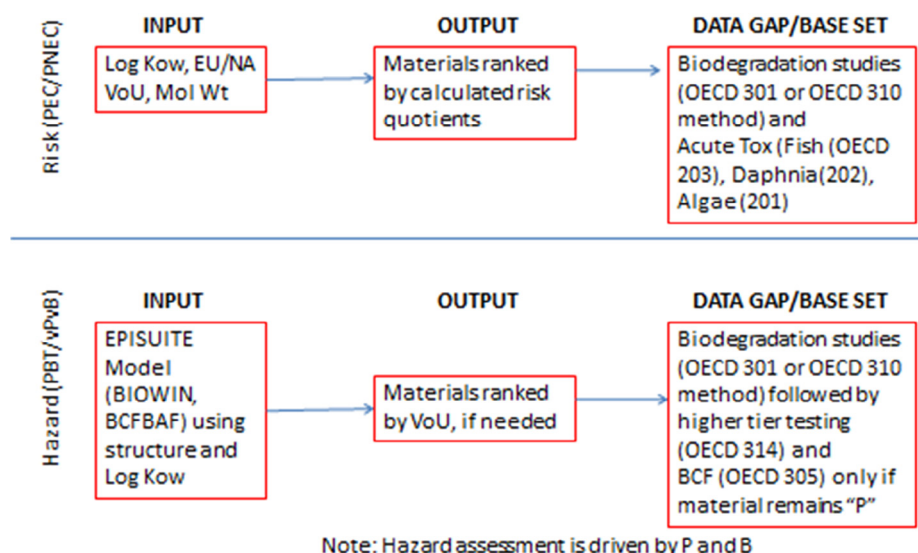 INPUT
OUTPUT
DATA GAP/BASE SET
Risk (PEC/PNEC)
Log Kow, EU/NA
VoU, Mol Wt
Materials ranked
by calculated risk
quotients
Biodegradation studies
(OECD 301 or OECD 310
method) and
Acute Tox (Fish (OECD
203), Daphnia (202),
Algae (201)
INPUT
OUTPUT
DATA GAP/BASE SET
Hazard (PBT/vPvB)
EPISUITE
Model
(BIOWIN,
BCFBAF) using
structure and
Log Kow
Materials ranked
by VoU, if needed
Biodegradation studies
(OECD 301 or OECD 310
method) followed by
higher tier testing
(OECD 314) and
BCF (OECD 305) only if
material remains “P”
Note: Hazard assessment is driven by P and B